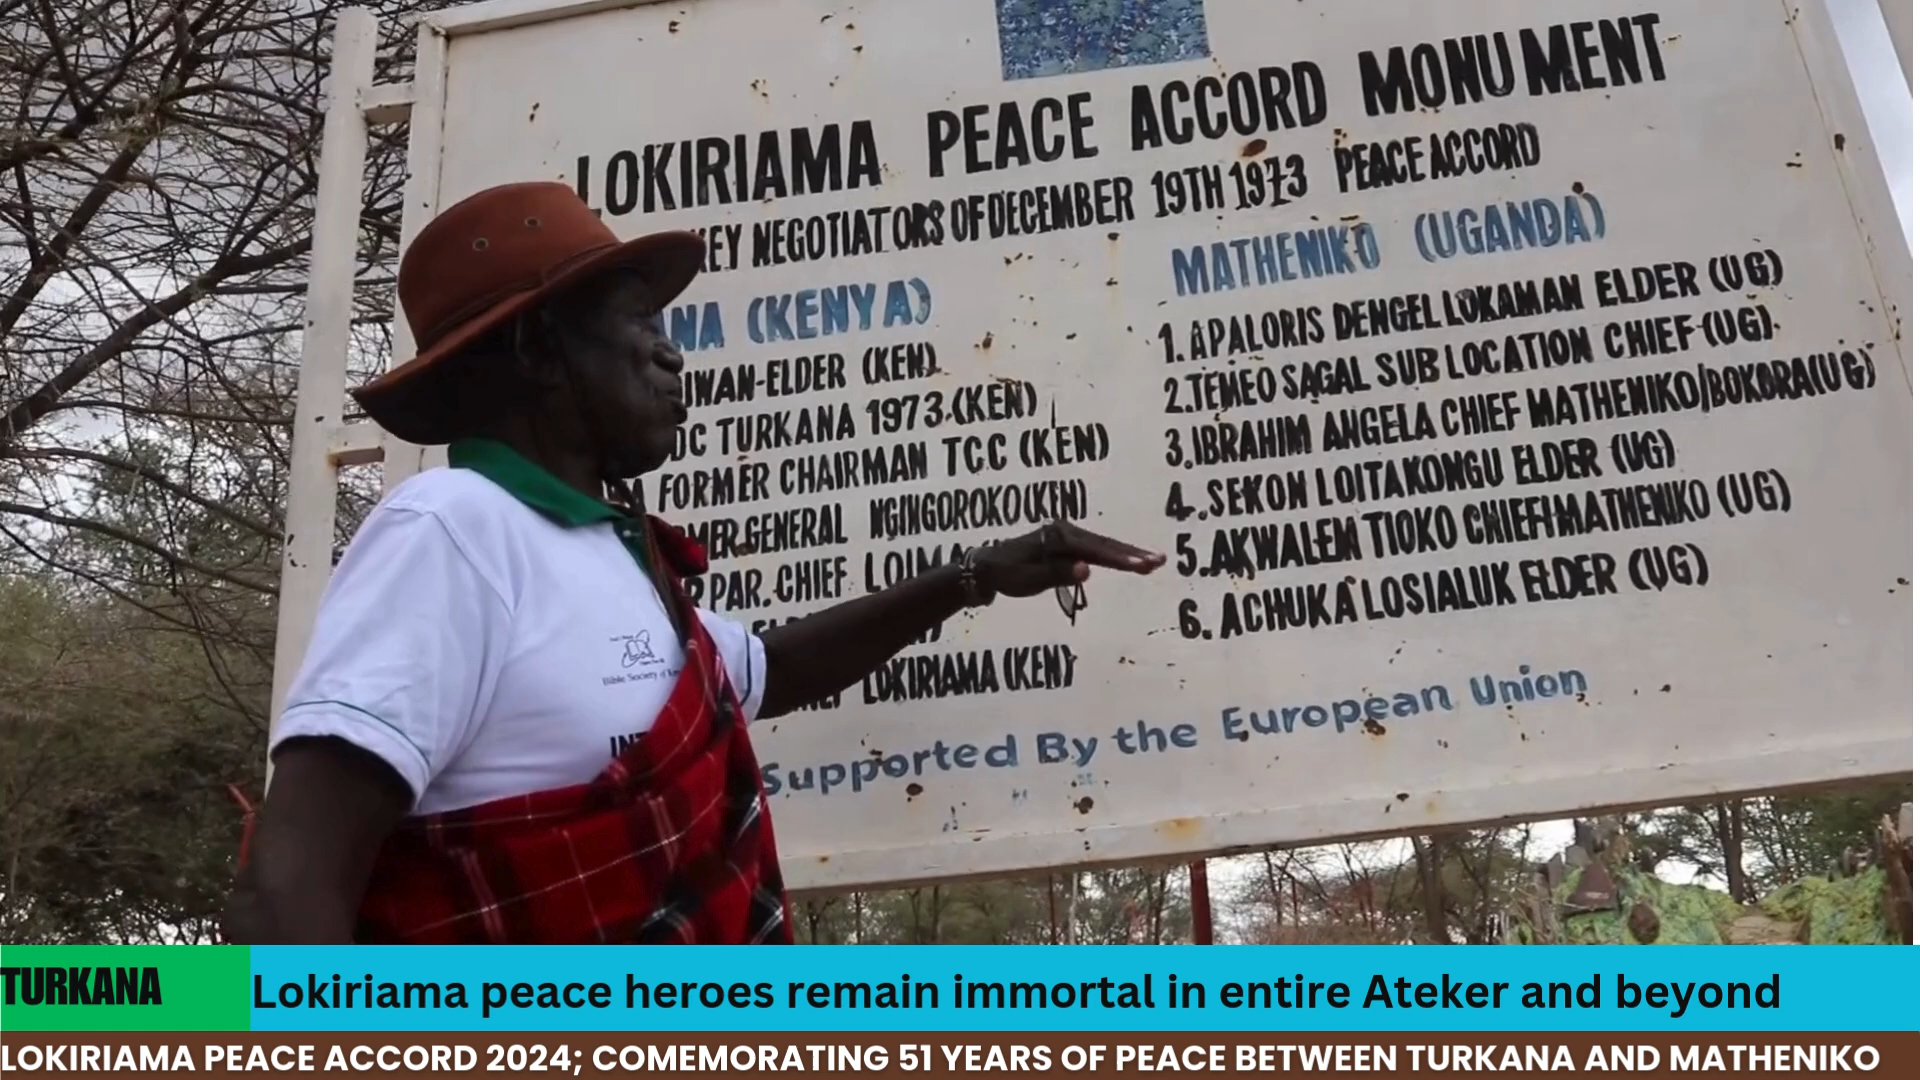 LOKIRIAMA PEACE ACCORD MONUMENT
KEY NEGOTIATORS OF DECEMBER 19TH 1973 PEACE ACCORD
NA (KENYA)
WAN-ELDER (KEN)
DC TURKANA 1973.(KEN)
FORMER CHAIRMAN TCC (KEN)
MER GENERAL NGINGOROKO (KEN)
PAR. CHIEF LOIMA
LOKIRIAMA (KEN)
MATHENIKO (UGANDA)
1. APALORIS DENGEL LOKAMAN ELDER (UG)
2. TEMEO SAGAL SUB LOCATION CHIEF (UG).
3. IBRAHIM ANGELA CHIEF MATHENIKO/BOKORA (UG)
4. SEKON LOITAKONGU ELDER (UG)
5. AKWALEM TIOKO CHIEF MATHENIKO (UG)
6. ACHUKA LOSIALUK ELDER (UG)
Supported By the European Union
Bible Society of
TURKANA
Lokiriama peace heroes remain immortal in entire Ateker and beyond
LOKIRIAMA PEACE ACCORD 2024; COMEMORATING 51 YEARS OF PEACE BETWEEN TURKANA AND MATHENIKO